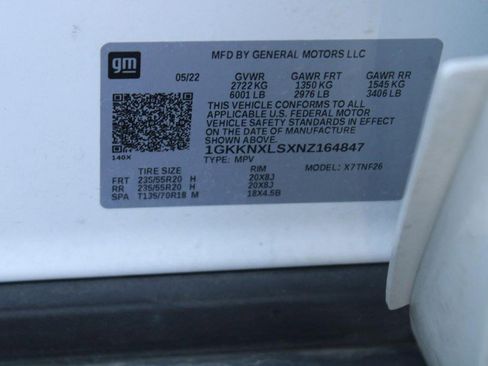 gm
MFD BY GENERAL MOTORS LLC
05/22 GVWR GAWR FRT GAWR RR
2722 KG 1350 KG 1545 KG
6001 LB 2976 LB 3406 LB
THIS VEHICLE CONFORMS TO ALL
APPLICABLE U.S. FEDERAL MOTOR
VEHICLE SAFETY STANDARDS IN
EFFECT ON THE DATE OF
MANUFACTURE SHOWN ABOVE.
1GKKNXLSXNZ164847
140X TYPE: MPV MODEL: X7TNF26
TIRE SIZE RIM
FRT 235/55R20 H 20X8J
RR 235/55R20 H 20X8J
SPA T135/70R18 M 18X4.5B